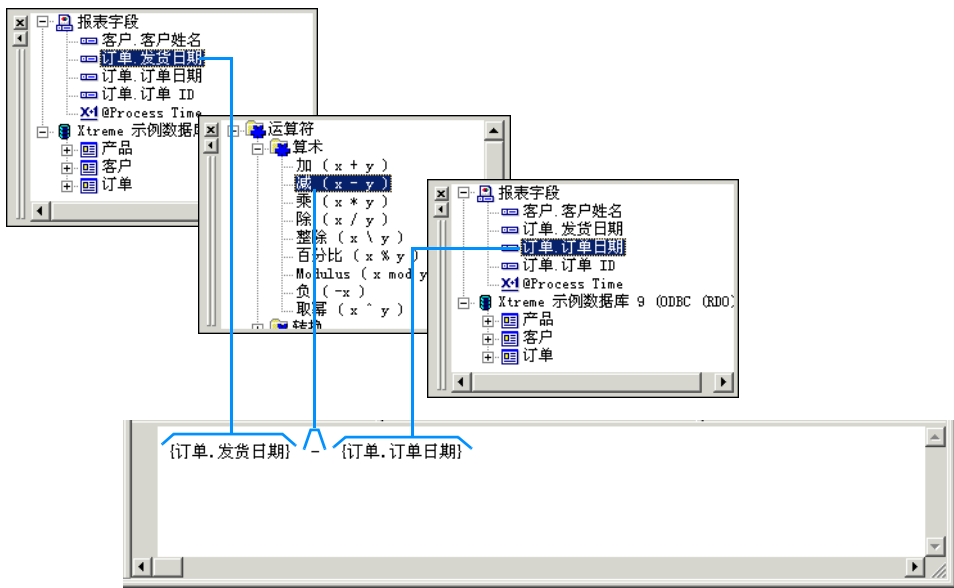 报表字段
客户.客户姓名
订单.发货日期
订单.订单日期
订单.订单 ID
@Process Time
Xtreme 示例数据库
产品
客户
订单
运算符
算术
加 ( x + y )
减 ( x - y )
乘 ( x * y )
除 ( x / y )
整除 ( x \ y )
百分比 ( x % y )
Modulus ( x mod y
负 ( -x )
取幂 ( x ^ y )
转换
报表字段
客户.客户姓名
订单.发货日期
订单.订单日期
订单.订单 ID
@Process Time
Xtreme 示例数据库 9 (ODBC (RDO)
产品
客户
订单
{订单.发货日期} - {订单.订单日期}